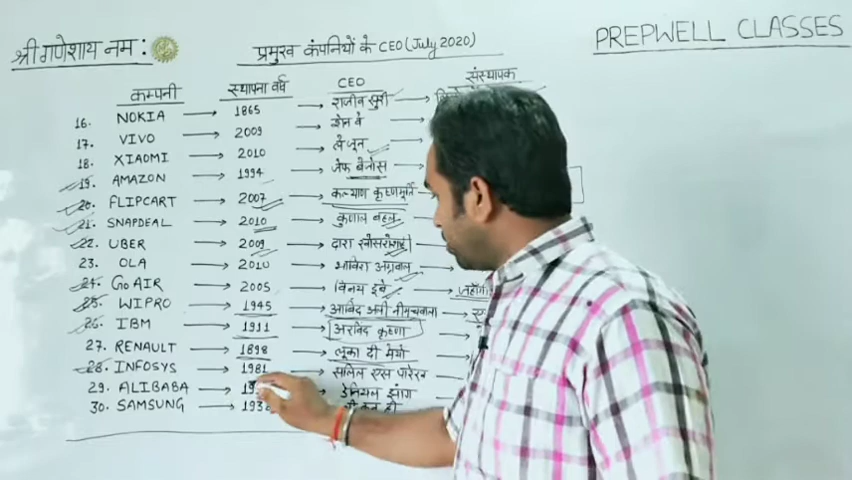 श्री गणेशाय नम:
प्रमुख कंपनियों के CEO (July 2020)
PREPWELL CLASSES
कम्पनी स्थापना वर्ष CEO संस्थापक
16. NOKIA → 1865 → राजीव सुरी →
17. VIVO → 2009 → शेन वे →
18. XIAOMI → 2010 → ले जून
19. AMAZON → 1994 → जेफ बेजोस →
20. FLIPCART → 2007 → कल्याण कृष्णमूर्ति
21. SNAPDEAL → 2010 → कुणाल बहल →
22. UBER → 2009 → दारा खोसरोशाही →
23. OLA → 2010 → भाविश अग्रवाल →
24. Go AIR → 2005 → विनय दुबे →
25. WIPRO → 1945 → आबिद अली नीमचवाला →
26. IBM → 1911 → अरविंद कृष्णा
27. RENAULT → 1898 → लूका दी मेयो
28. INFOSYS → 1981 → सलिल एस पारेख
29. ALIBABA → डेनियल झांग
30. SAMSUNG →